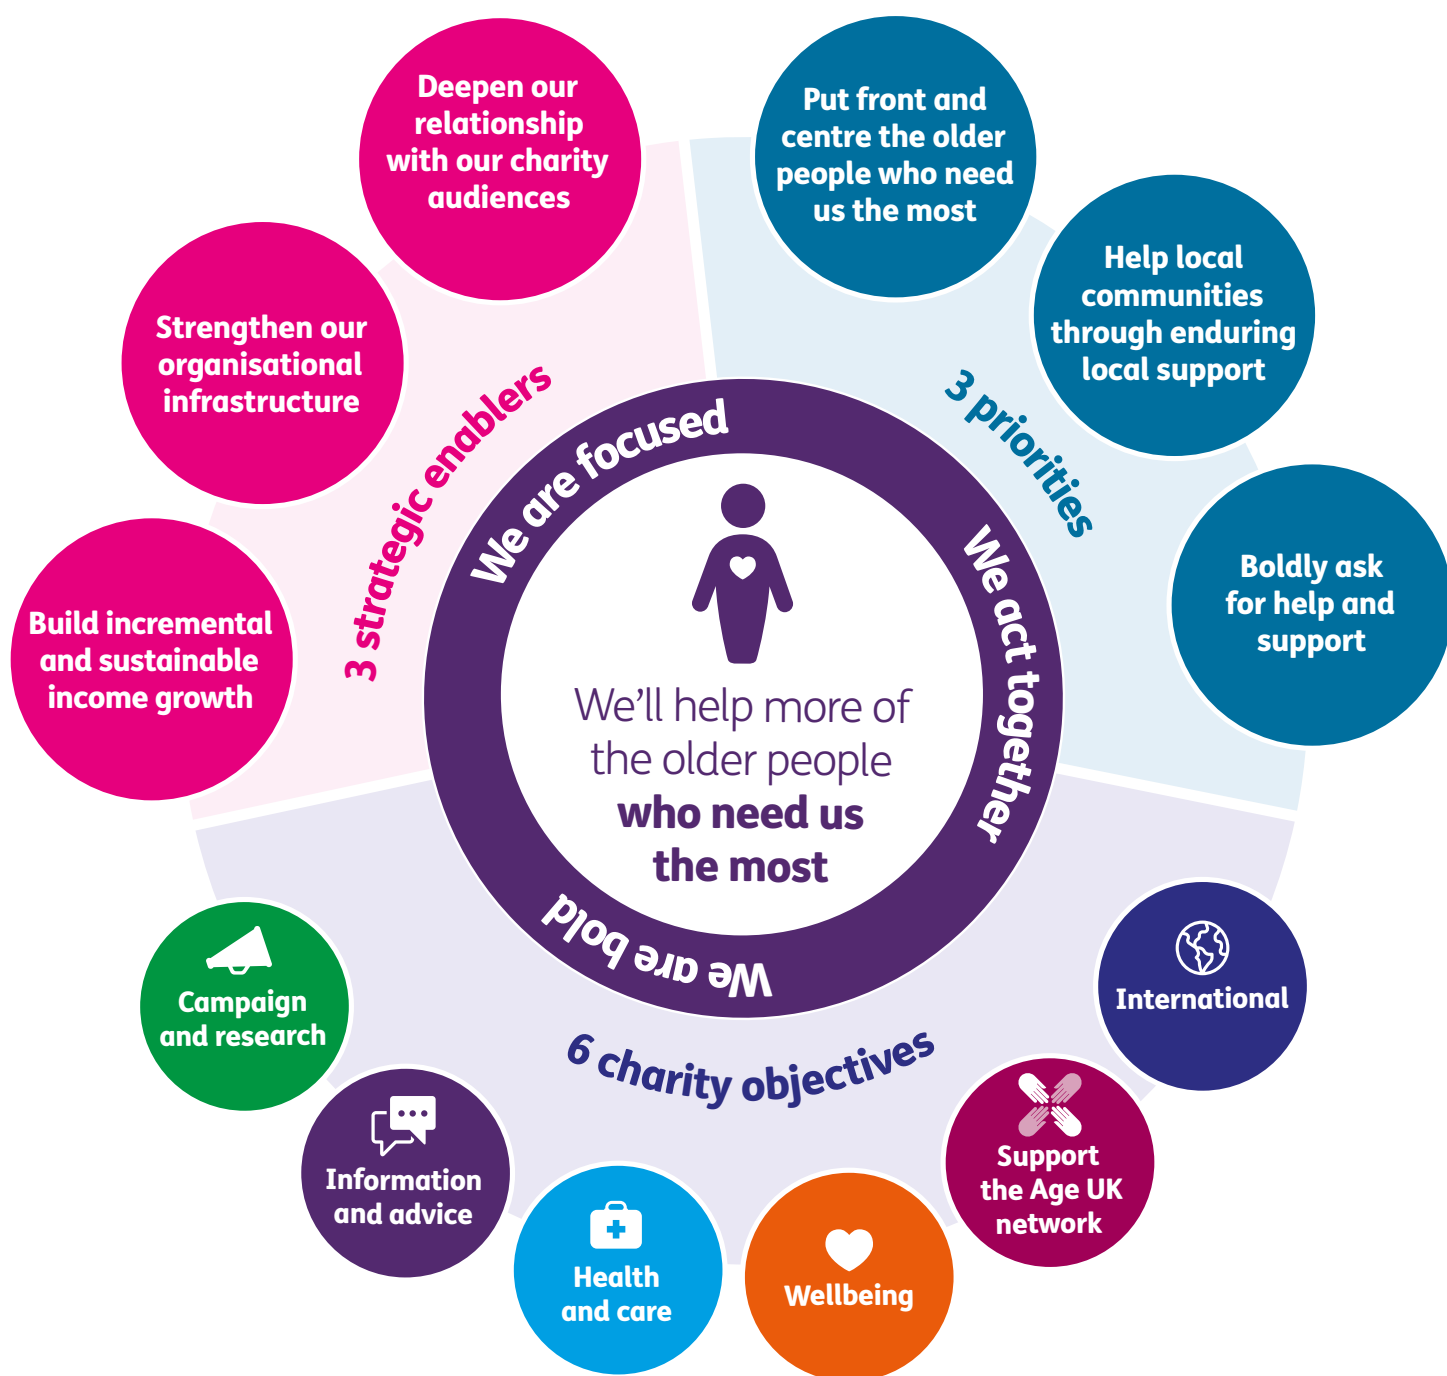 Deepen our
relationship
with our charity
audiences
Strengthen our
organisational
infrastructure
Build incremental
and sustainable
income growth
3 strategic enablers
Put front and
centre the older
people who need
us the most
Help local
communities
through enduring
local support
Boldly ask
for help and
support
3 priorities
We are focused
We act together
We are bold
We’ll help more of
the older people
who need us
the most
6 charity objectives
Campaign
and research
Information
and advice
Health
and care
Wellbeing
Support
the Age UK
network
International